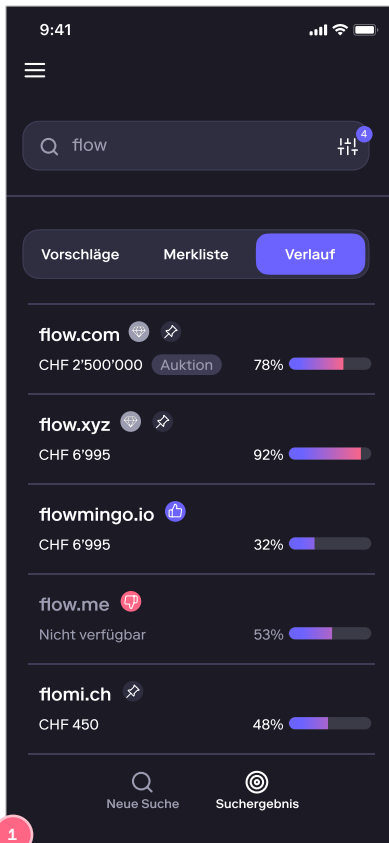 9:41
flow
4
Vorschläge Merkliste Verlauf
flow.com
CHF 2’500’000 Auktion 78%
flow.xyz
CHF 6’995 92%
flowmingo.io
CHF 6’995 32%
flow.me
Nicht verfügbar 53%
flomi.ch
CHF 450 48%
Neue Suche Suchergebnis
1